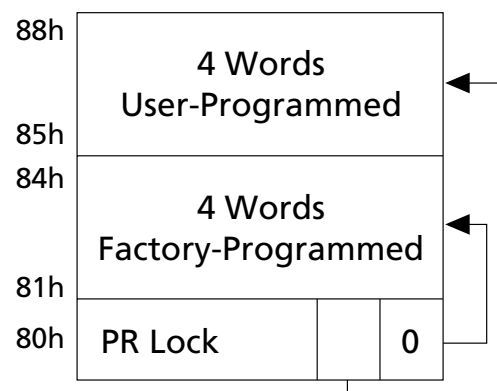 88h
4 Words
User-Programmed
85h
84h
4 Words
Factory-Programmed
81h
80h PR Lock 0